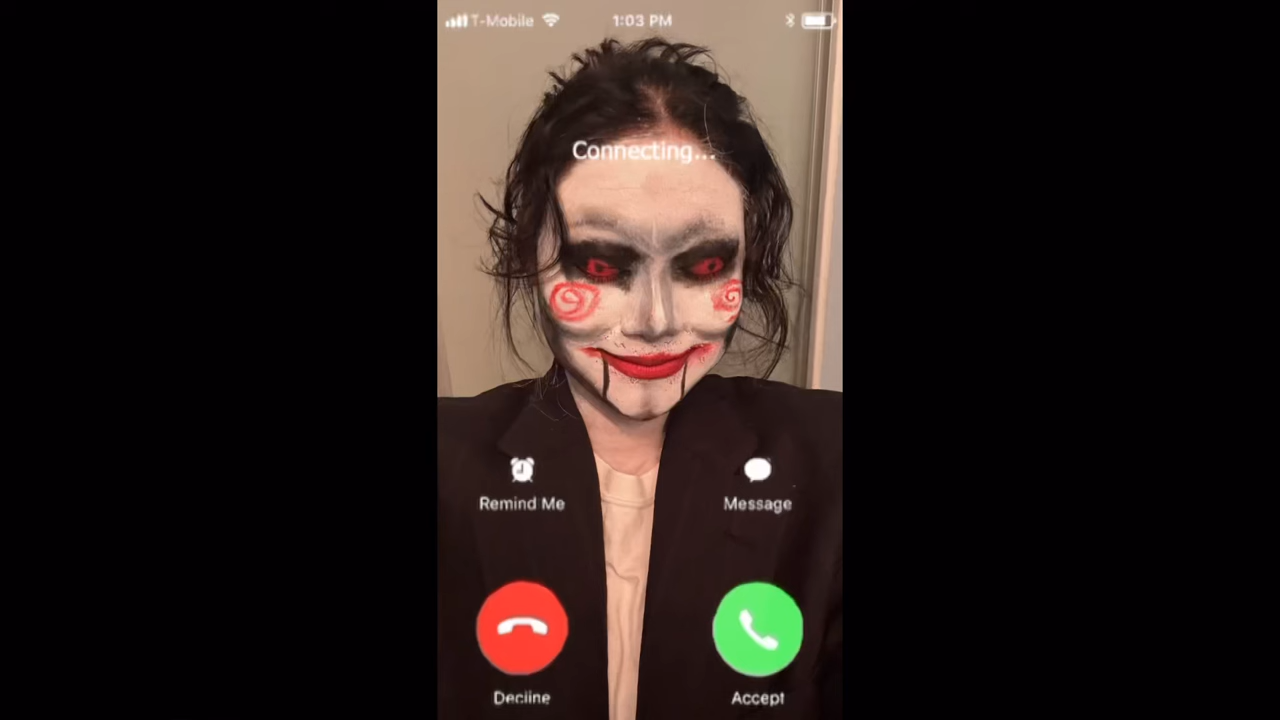 T-Mobile 1:03 PM
Connecting...
Remind Me Message
Decline Accept